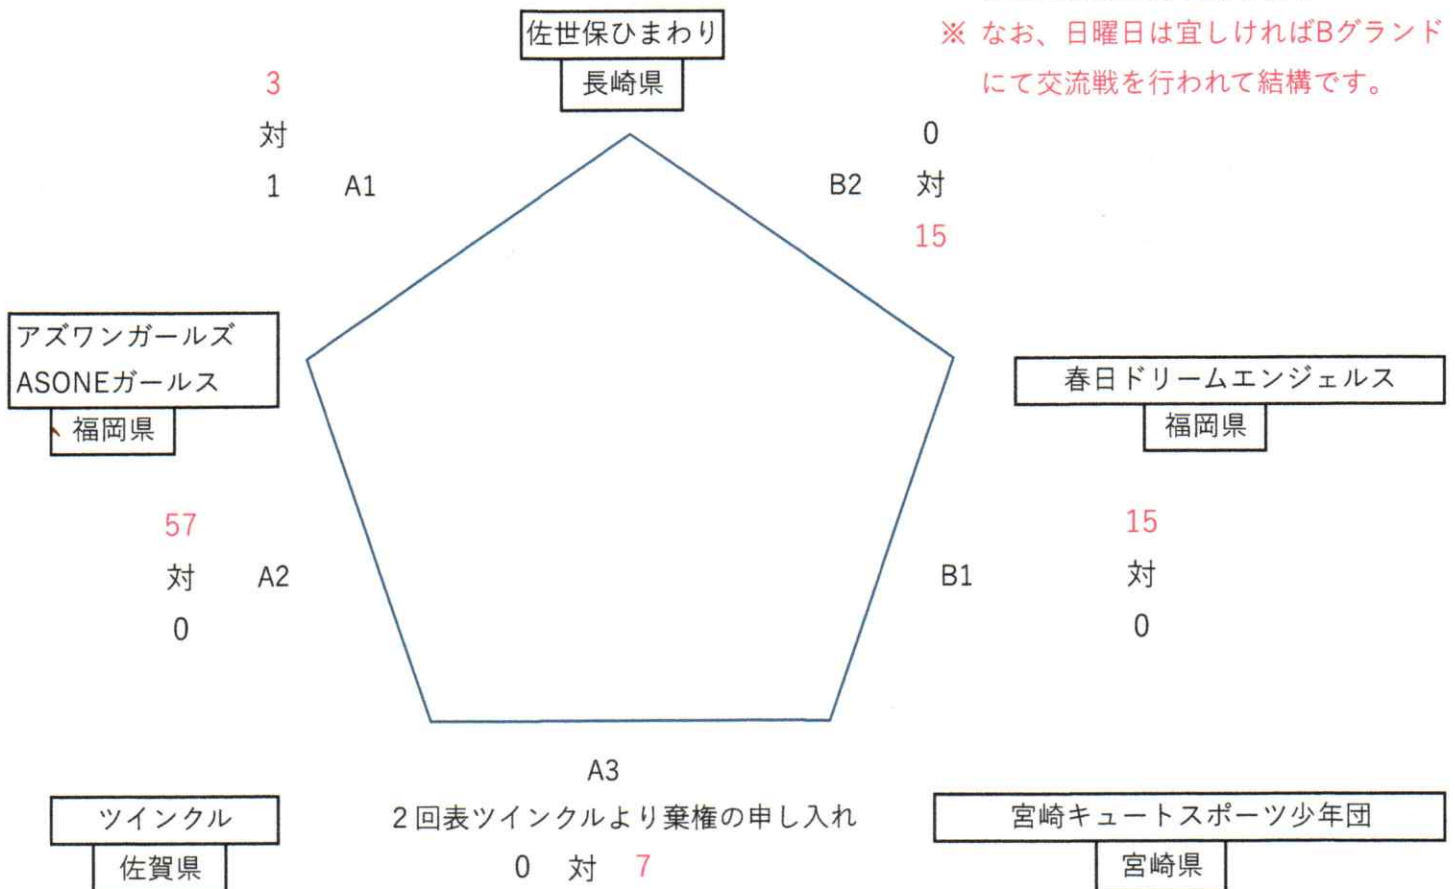 佐世保ひまわり
長崎県
※ なお、日曜日は宜しければBグランド
にて交流戦を行われて結構です。
3
対
1
A1
B2
0
対
15
アズワンガールズ
ASONEガールス
福岡県
春日ドリームエンジェルス
福岡県
57
対
0
A2
B1
15
対
0
A3
ツインクル
佐賀県
2回表ツインクルより棄権の申し入れ
0 対 7
宮崎キュートスポーツ少年団
宮崎県